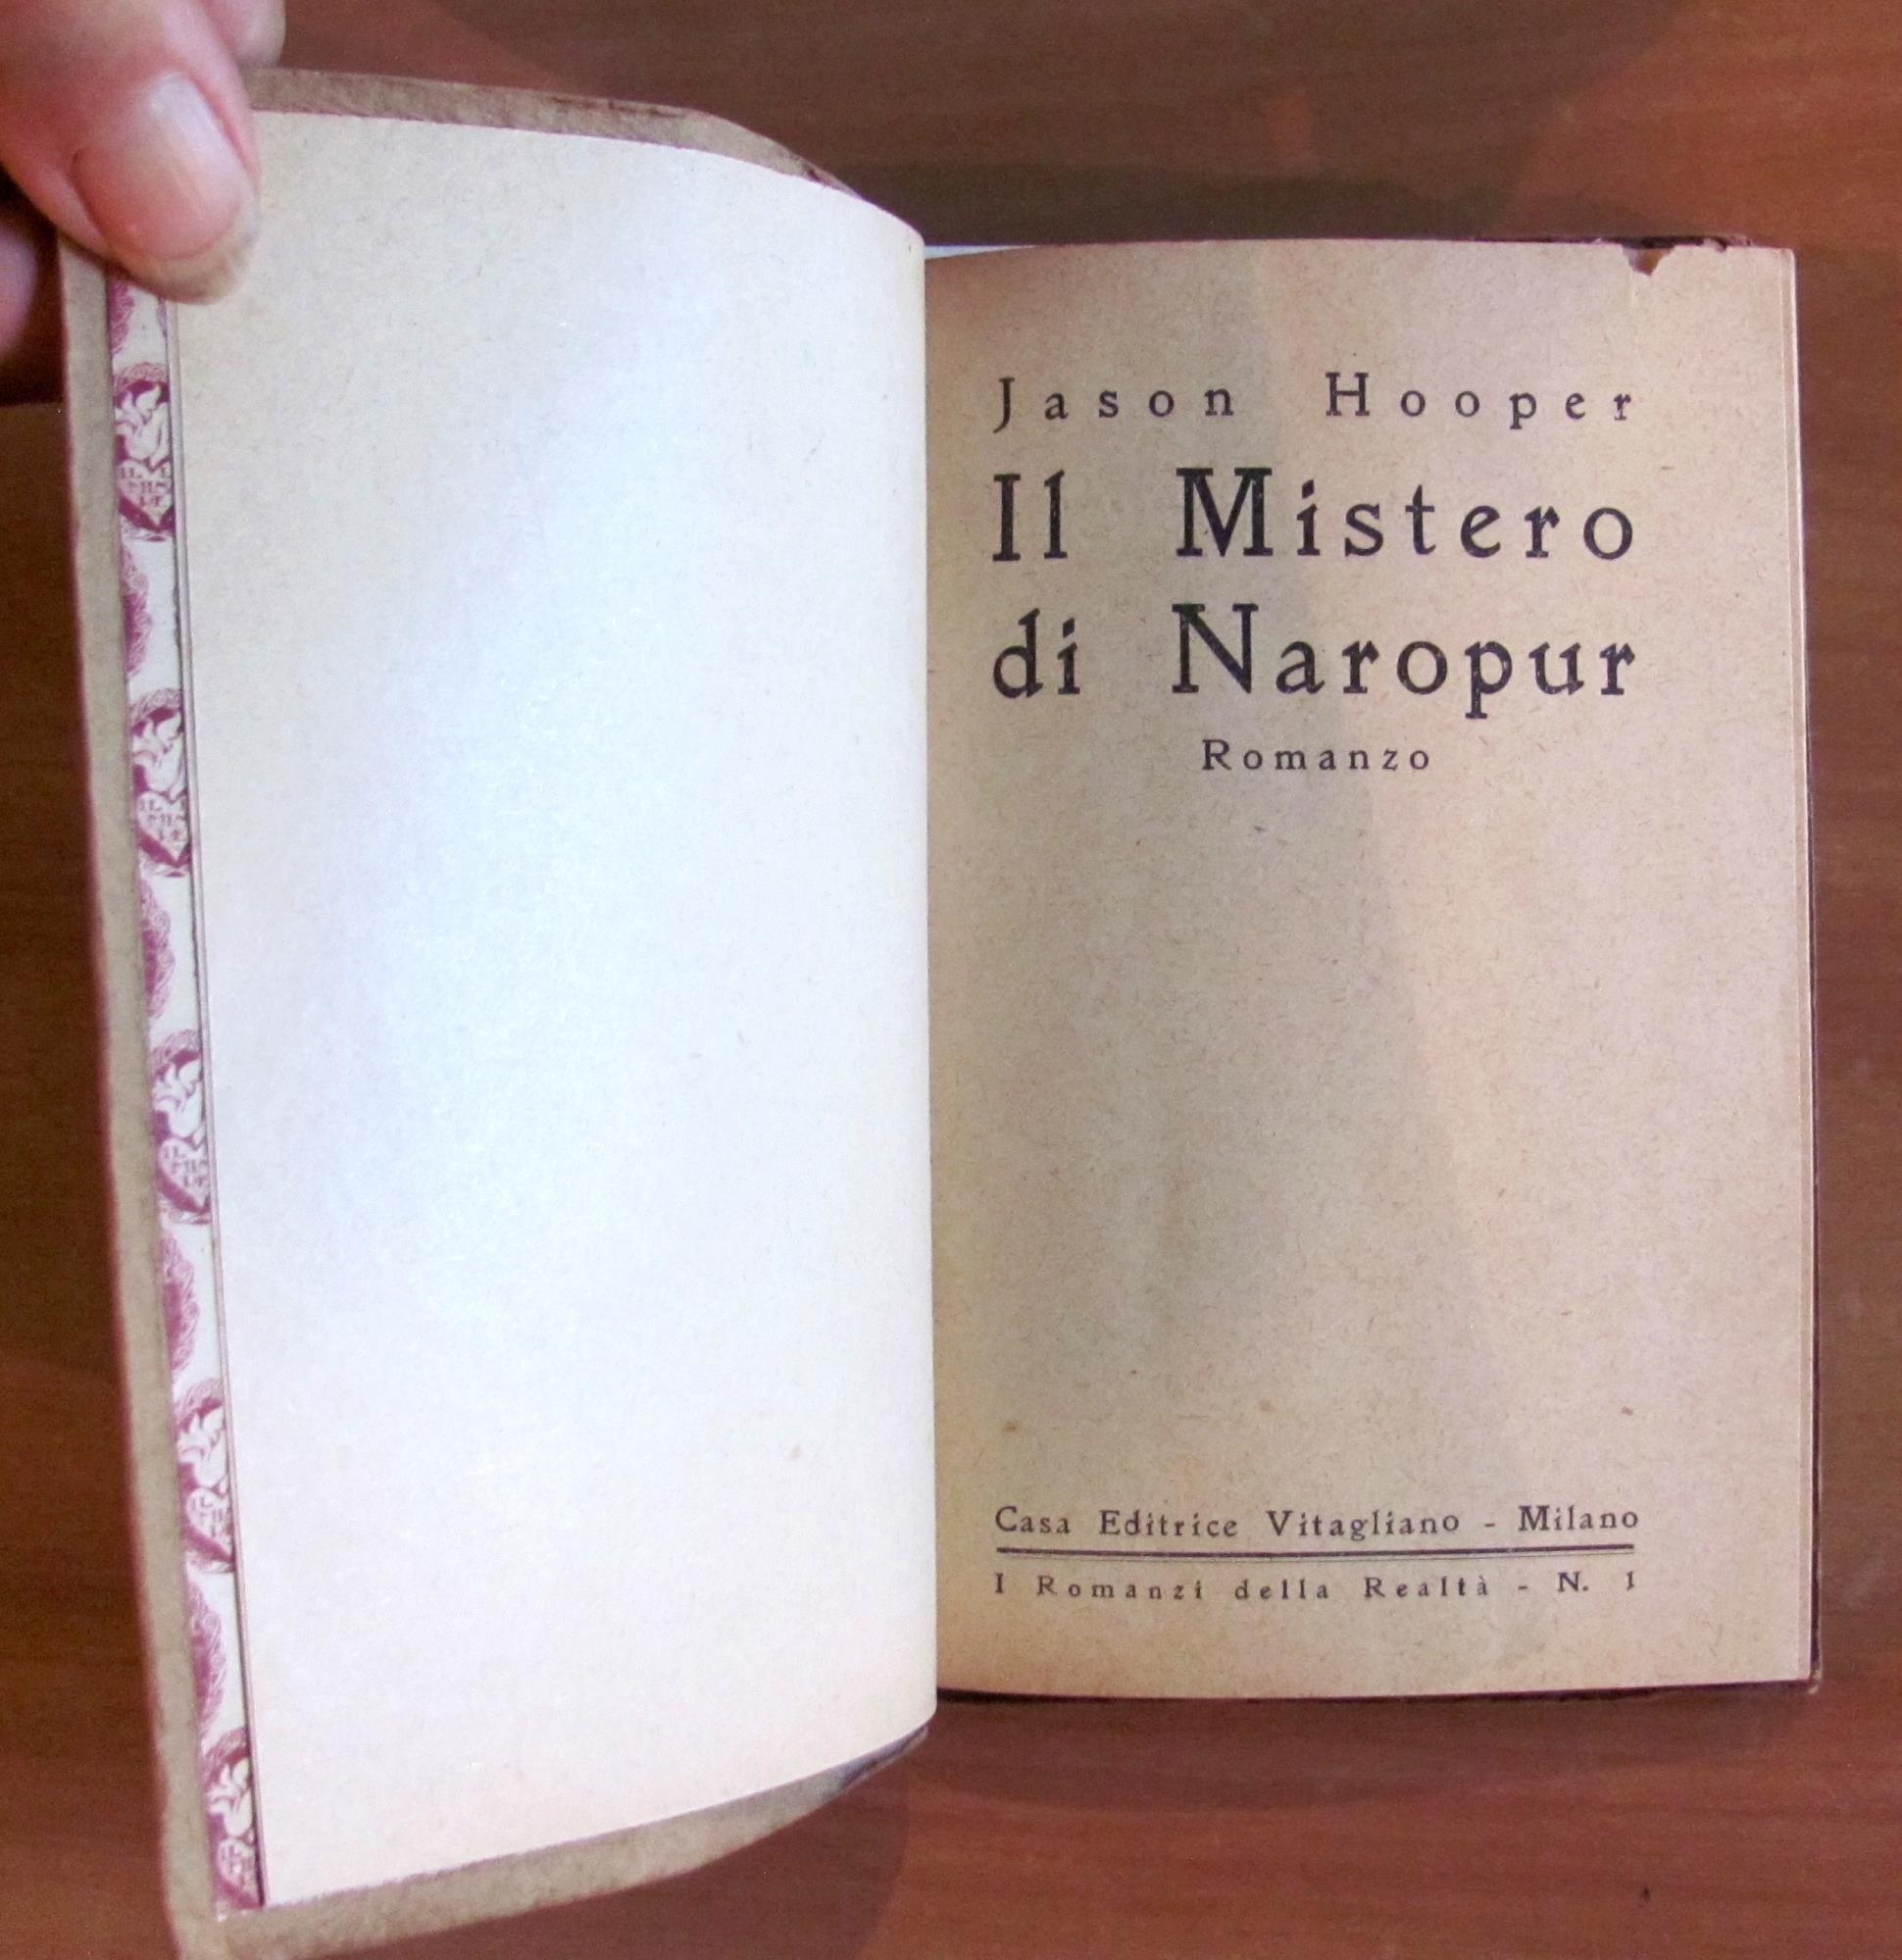 Jason Hooper
Il Mistero
di Naropur
Romanzo
Casa Editrice Vitagliano - Milano
I Romanzi della Realtà - N. 1